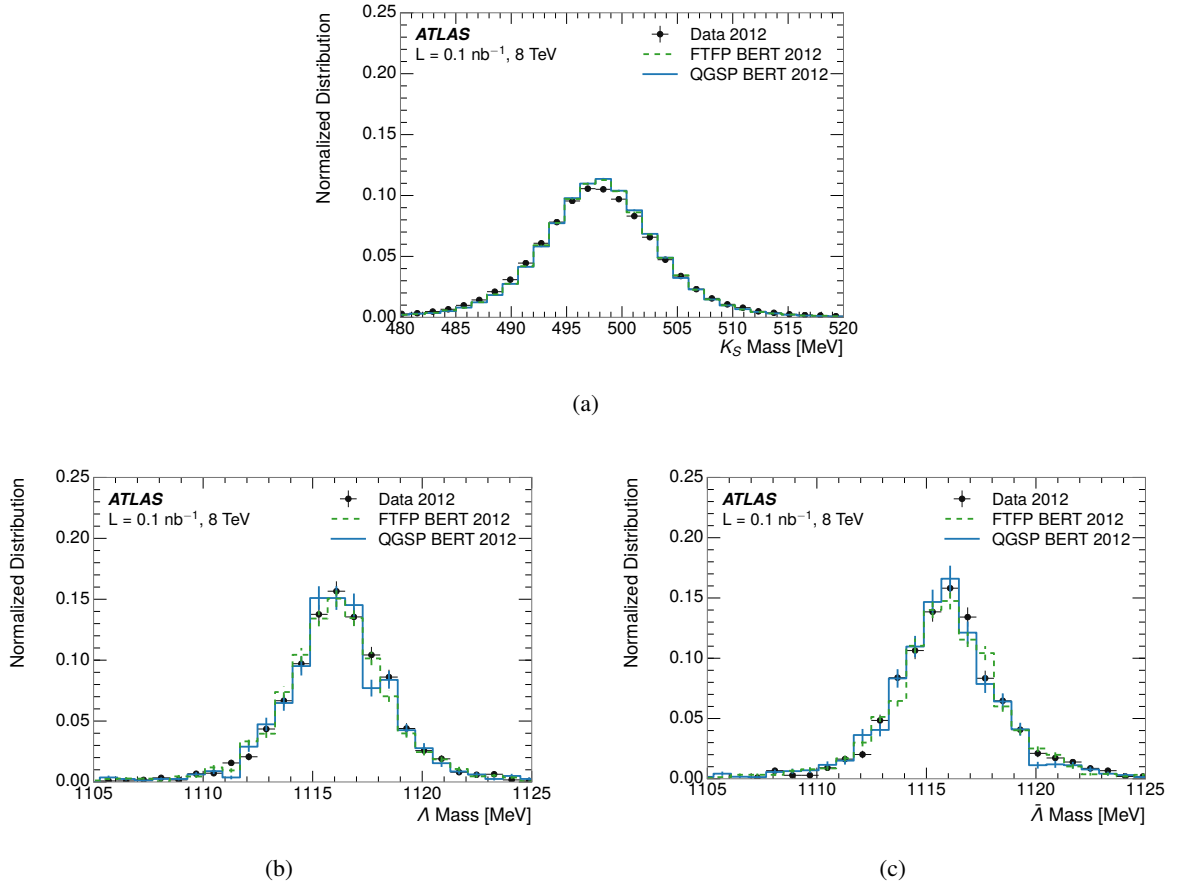 0.25
0.20
0.15
0.10
0.05
0.00
Normalized Distribution
ATLAS
L = 0.1 nb⁻¹, 8 TeV
Data 2012
FTFP BERT 2012
QGSP BERT 2012
480 485 490 495 500 505 510 515 520
K_S Mass [MeV]
(a)
0.25
0.20
0.15
0.10
0.05
0.00
Normalized Distribution
ATLAS
L = 0.1 nb⁻¹, 8 TeV
Data 2012
FTFP BERT 2012
QGSP BERT 2012
1105 1110 1115 1120 1125
Λ Mass [MeV]
(b)
0.25
0.20
0.15
0.10
0.05
0.00
Normalized Distribution
ATLAS
L = 0.1 nb⁻¹, 8 TeV
Data 2012
FTFP BERT 2012
QGSP BERT 2012
1105 1110 1115 1120 1125
Λ̄ Mass [MeV]
(c)